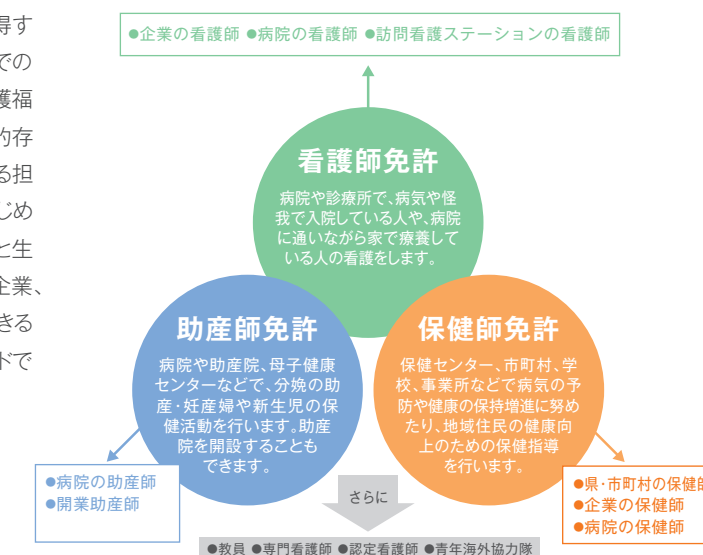 得す
での
護福
的存
る担
じめ
と生
企業、
きる
ドで
●企業の看護師 ●病院の看護師 ●訪問看護ステーションの看護師
看護師免許
病院や診療所で、病気や怪
我で入院している人や、病院
に通いながら家で療養して
いる人の看護をします。
助産師免許
病院や助産院、母子健康
センターなどで、分娩の助
産・妊産婦や新生児の保
健活動を行います。助産
院を開設することも
できます。
保健師免許
保健センター、市町村、学
校、事業所などで病気の予
防や健康の保持増進に努め
たり、地域住民の健康向
上のための保健指導
を行います。
●病院の助産師
●開業助産師
●県・市町村の保健師
●企業の保健師
●病院の保健師
さらに
●教員 ●専門看護師 ●認定看護師 ●青年海外協力隊